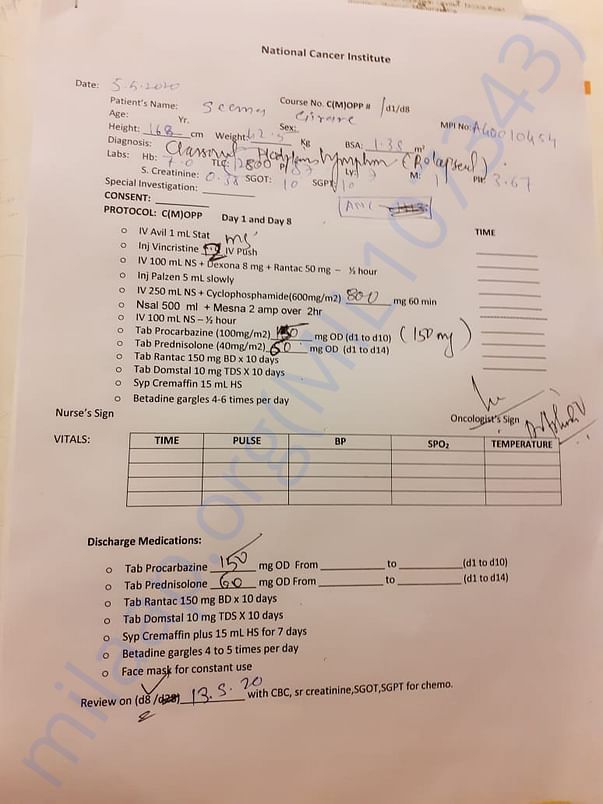 National Cancer Institute
Date: 5.5.2020
Patient's Name: Seema Course No. C(M)OPP # 1 d1/d8
Age: Yr. Sex:
Height: 168 cm Weight: 42.5 Kg BSA: 1.38 m² MPI No:
Diagnosis: Classical Hodgkins Lymphoma (Relapsed).
Labs: Hb: 7.0 TLC: P: Ly: M: Plt: 3.67
S. Creatinine: 0.38 SGOT: 10 SGPT: 10
Special Investigation:
CONSENT:
PROTOCOL: C(M)OPP Day 1 and Day 8 TIME
o IV Avil 1 mL Stat
o Inj Vincristine mg IV Push
o IV 100 mL NS + Dexona 8 mg + Rantac 50 mg – ½ hour
o Inj Palzen 5 mL slowly
o IV 250 mL NS + Cyclophosphamide(600mg/m2) 800 mg 60 min
o Nsal 500 ml + Mesna 2 amp over 2hr
o IV 100 mL NS – ½ hour
o Tab Procarbazine (100mg/m2) mg OD (d1 to d10) (150 mg)
o Tab Prednisolone (40mg/m2) 60 mg OD (d1 to d14)
o Tab Rantac 150 mg BD x 10 days
o Tab Domstal 10 mg TDS X 10 days
o Syp Cremaffin 15 mL HS
o Betadine gargles 4-6 times per day
Nurse's Sign Oncologist's Sign
VITALS: TIME PULSE BP SPO₂ TEMPERATURE
Discharge Medications:
o Tab Procarbazine 150 mg OD From to (d1 to d10)
o Tab Prednisolone 60 mg OD From to (d1 to d14)
o Tab Rantac 150 mg BD x 10 days
o Tab Domstal 10 mg TDS X 10 days
o Syp Cremaffin plus 15 mL HS for 7 days
o Betadine gargles 4 to 5 times per day
o Face mask for constant use
Review on (d8 /d28) 13.5.20 with CBC, sr creatinine,SGOT,SGPT for chemo.
8